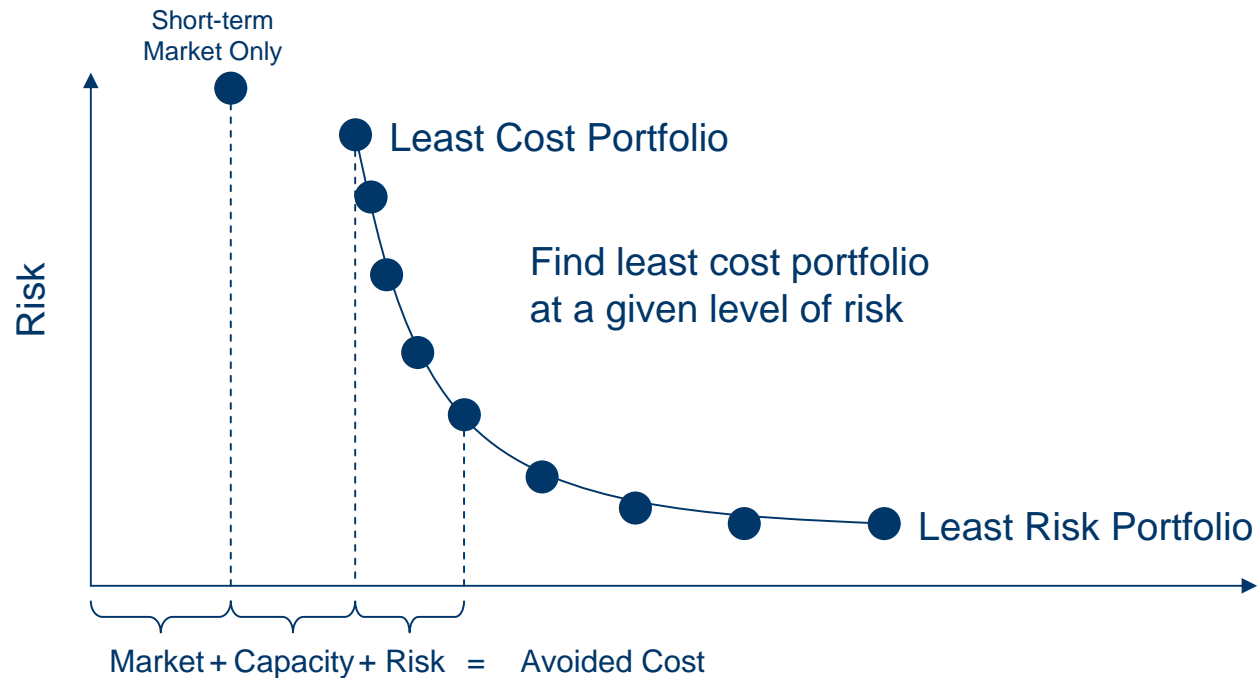 Short-term
Market Only
Least Cost Portfolio
Find least cost portfolio
at a given level of risk
Risk
Least Risk Portfolio
Market + Capacity + Risk = Avoided Cost